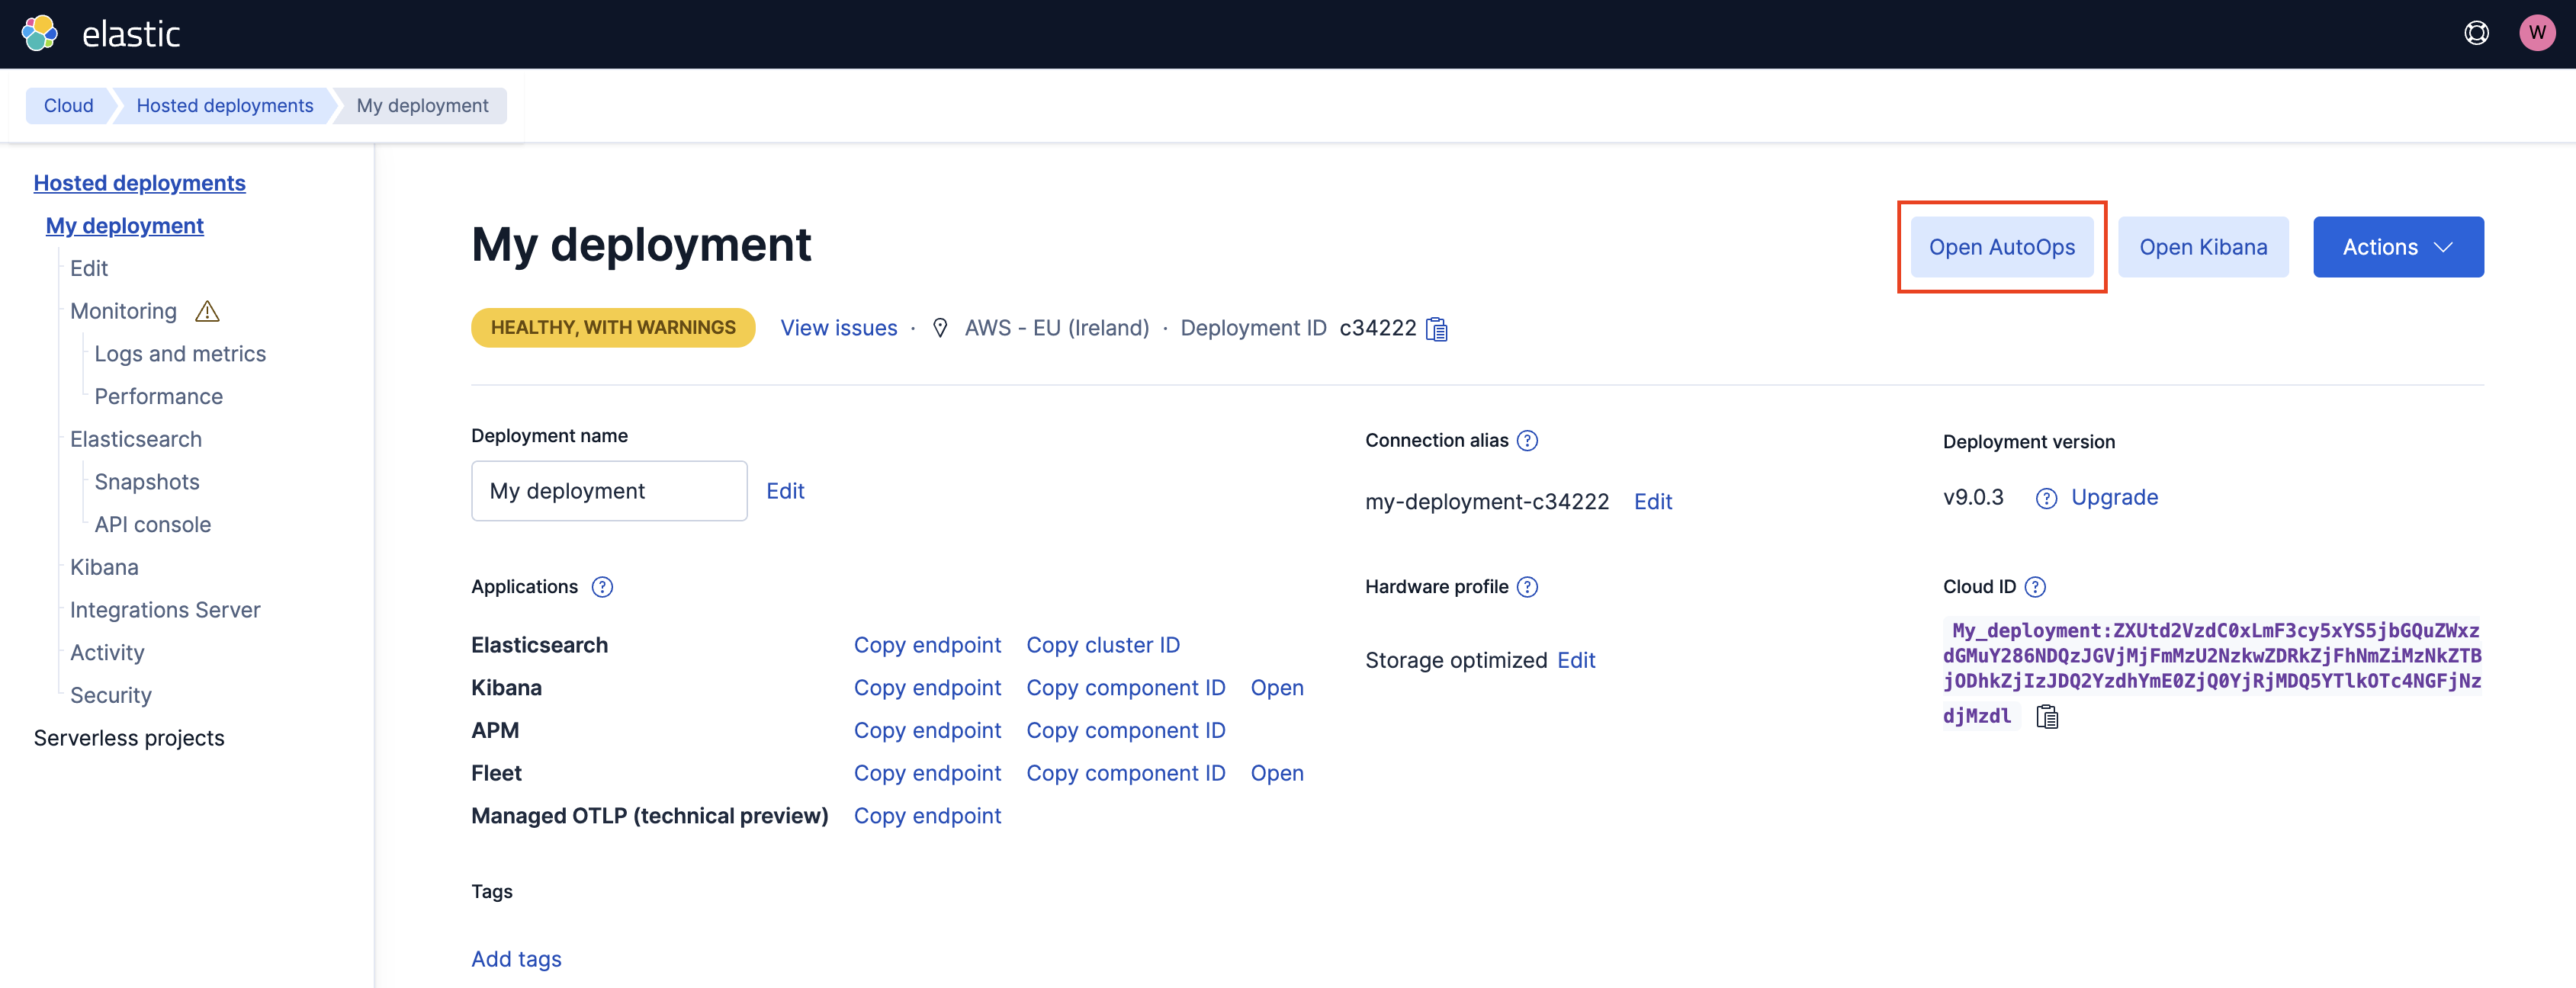 elastic
W
Cloud
Hosted deployments
My deployment
Hosted deployments
My deployment
Edit
Monitoring
Logs and metrics
Performance
Elasticsearch
Snapshots
API console
Kibana
Integrations Server
Activity
Security
Serverless projects
My deployment
Open AutoOps
Open Kibana
Actions
HEALTHY, WITH WARNINGS
View issues · AWS - EU (Ireland) · Deployment ID c34222
Deployment name
My deployment Edit
Connection alias
my-deployment-c34222 Edit
Deployment version
v9.0.3 Upgrade
Applications
Elasticsearch Copy endpoint Copy cluster ID
Kibana Copy endpoint Copy component ID Open
APM Copy endpoint Copy component ID
Fleet Copy endpoint Copy component ID Open
Managed OTLP (technical preview) Copy endpoint
Hardware profile
Storage optimized Edit
Cloud ID
My_deployment:ZXUtd2VzdC0xLmF3cy5xYS5jbGQuZWxz
dGMuY286NDQzJGVjMjFmMzU2NzkwZDRkZjFhNmZiMzNkZTB
jODhkZjIzJDQ2YzdhYmE0ZjQ0YjRjMDQ5YTlkOTc4NGFjNz
djMzdl
Tags
Add tags